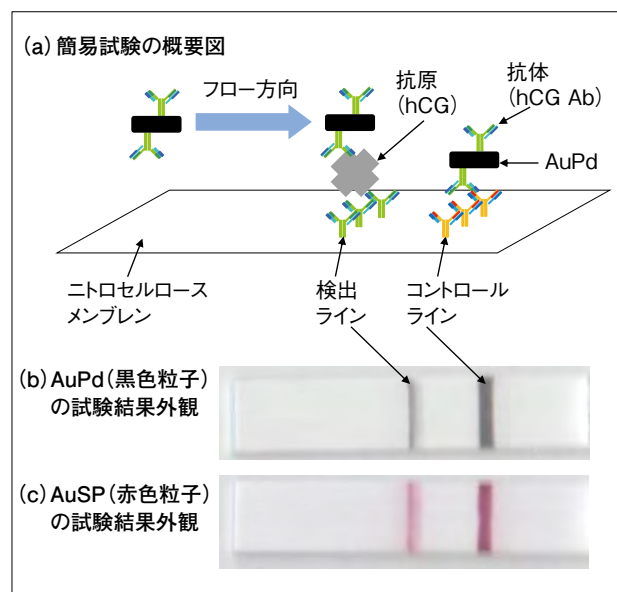 (a)簡易試験の概要図
フロー方向
抗原
(hCG)
抗体
(hCG Ab)
AuPd
ニトロセルロース
メンブレン
検出
ライン
コントロール
ライン
(b)AuPd(黒色粒子)
の試験結果外観
(c)AuSP(赤色粒子)
の試験結果外観